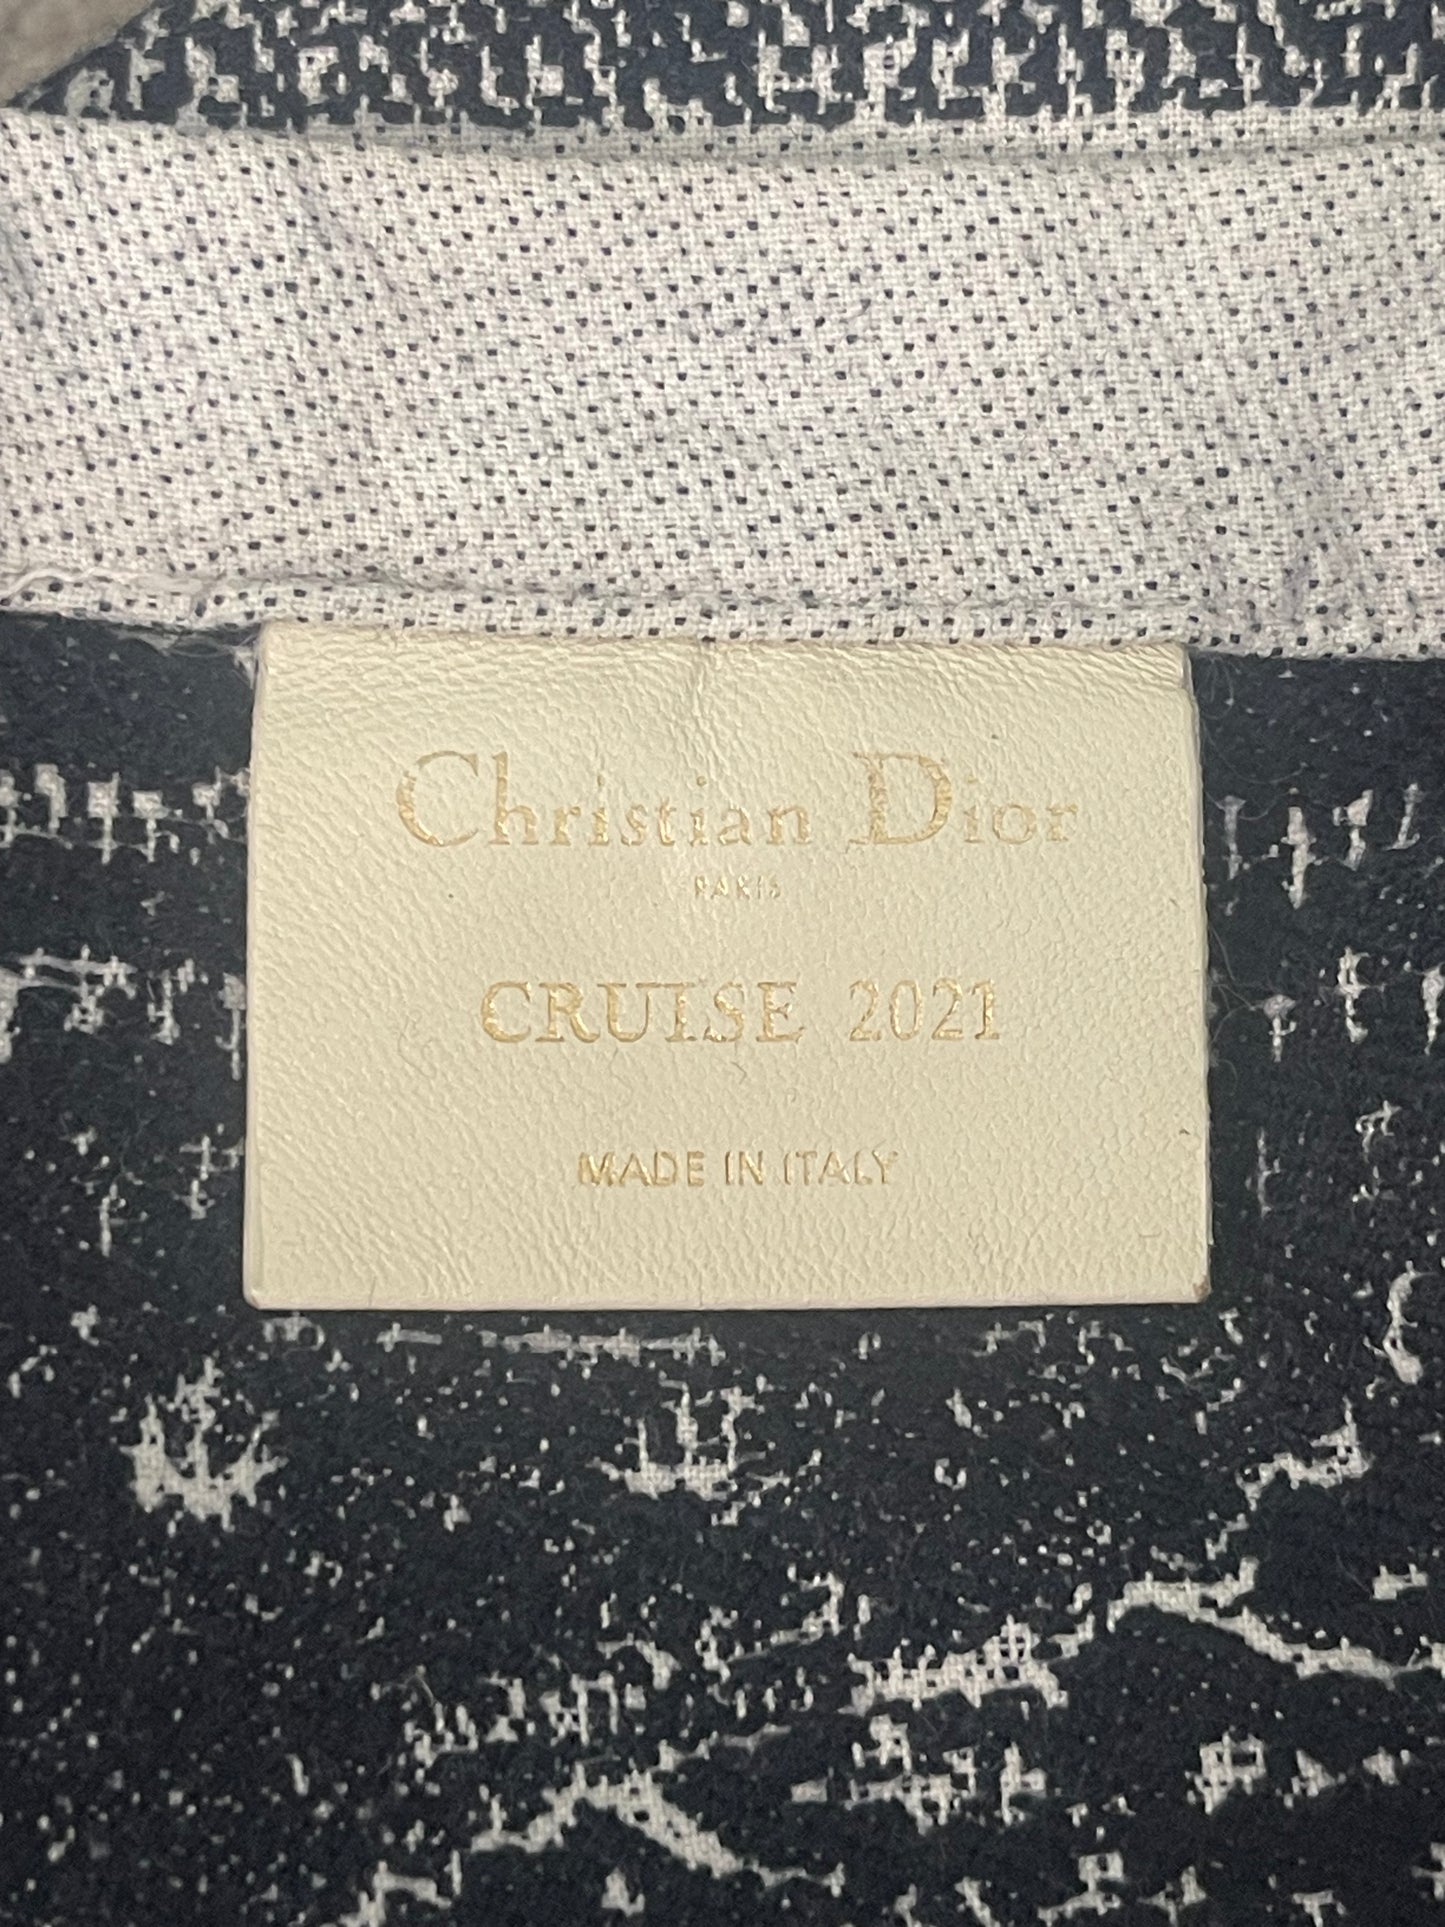 Christian Dior
PARIS
CRUISE 2021
MADE IN ITALY